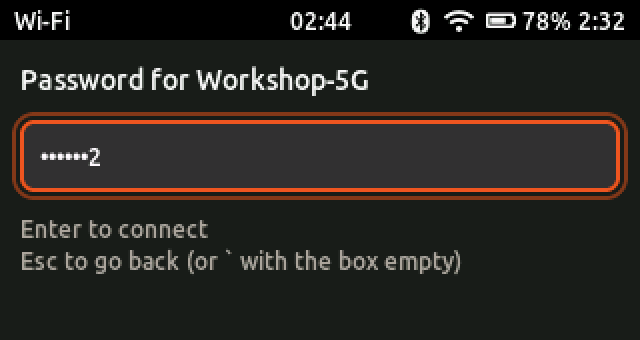 Wi-Fi 02:44 78% 2:32
Password for Workshop-5G
••••••2
Enter to connect
Esc to go back (or ` with the box empty)